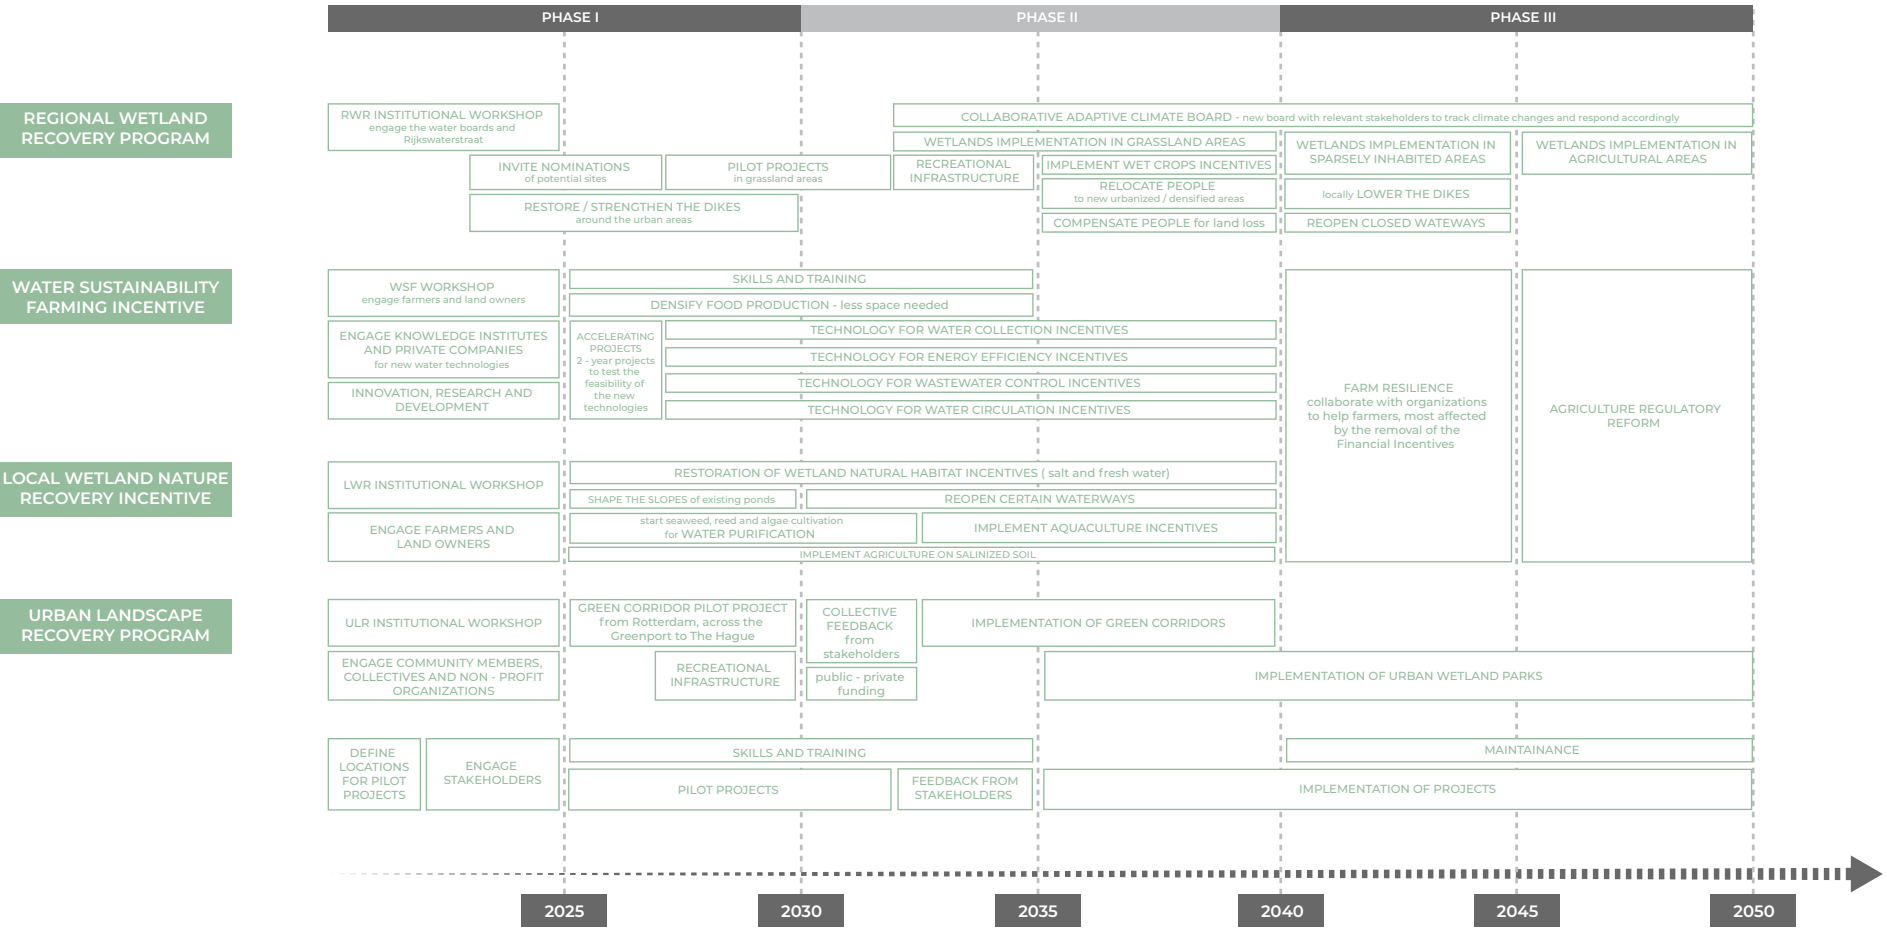 PHASE I
PHASE II
PHASE III
REGIONAL WETLAND
RECOVERY PROGRAM
RWR INSTITUTIONAL WORKSHOP
engage the water boards and
Rijkswaterstraat
COLLABORATIVE ADAPTIVE CLIMATE BOARD - new board with relevant stakeholders to track climate changes and respond accordingly
WETLANDS IMPLEMENTATION IN GRASSLAND AREAS
WETLANDS IMPLEMENTATION IN
SPARSELY INHABITED AREAS
WETLANDS IMPLEMENTATION IN
AGRICULTURAL AREAS
INVITE NOMINATIONS
of potential sites
PILOT PROJECTS
in grassland areas
RECREATIONAL
INFRASTRUCTURE
IMPLEMENT WET CROPS INCENTIVES
RELOCATE PEOPLE
to new urbanized / densified areas
locally LOWER THE DIKES
RESTORE / STRENGTHEN THE DIKES
around the urban areas
COMPENSATE PEOPLE for land loss
REOPEN CLOSED WATEWAYS
WATER SUSTAINABILITY
FARMING INCENTIVE
WSF WORKSHOP
engage farmers and land owners
SKILLS AND TRAINING
DENSIFY FOOD PRODUCTION - less space needed
ENGAGE KNOWLEDGE INSTITUTES
AND PRIVATE COMPANIES
for new water technologies
INNOVATION, RESEARCH AND
DEVELOPMENT
ACCELERATING
PROJECTS
2 - year projects
to test the
feasibility of
the new
technologies
TECHNOLOGY FOR WATER COLLECTION INCENTIVES
TECHNOLOGY FOR ENERGY EFFICIENCY INCENTIVES
TECHNOLOGY FOR WASTEWATER CONTROL INCENTIVES
TECHNOLOGY FOR WATER CIRCULATION INCENTIVES
FARM RESILIENCE
collaborate with organizations
to help farmers, most affected
by the removal of the
Financial Incentives
AGRICULTURE REGULATORY
REFORM
LOCAL WETLAND NATURE
RECOVERY INCENTIVE
LWR INSTITUTIONAL WORKSHOP
RESTORATION OF WETLAND NATURAL HABITAT INCENTIVES ( salt and fresh water)
SHAPE THE SLOPES of existing ponds
REOPEN CERTAIN WATERWAYS
ENGAGE FARMERS AND
LAND OWNERS
start seaweed, reed and algae cultivation
for WATER PURIFICATION
IMPLEMENT AQUACULTURE INCENTIVES
IMPLEMENT AGRICULTURE ON SALINIZED SOIL
URBAN LANDSCAPE
RECOVERY PROGRAM
ULR INSTITUTIONAL WORKSHOP
GREEN CORRIDOR PILOT PROJECT
from Rotterdam, across the
Greenport to The Hague
COLLECTIVE
FEEDBACK
from
stakeholders
IMPLEMENTATION OF GREEN CORRIDORS
ENGAGE COMMUNITY MEMBERS,
COLLECTIVES AND NON - PROFIT
ORGANIZATIONS
RECREATIONAL
INFRASTRUCTURE
public - private
funding
IMPLEMENTATION OF URBAN WETLAND PARKS
DEFINE
LOCATIONS
FOR PILOT
PROJECTS
ENGAGE
STAKEHOLDERS
SKILLS AND TRAINING
MAINTAINANCE
PILOT PROJECTS
FEEDBACK FROM
STAKEHOLDERS
IMPLEMENTATION OF PROJECTS
2025
2030
2035
2040
2045
2050